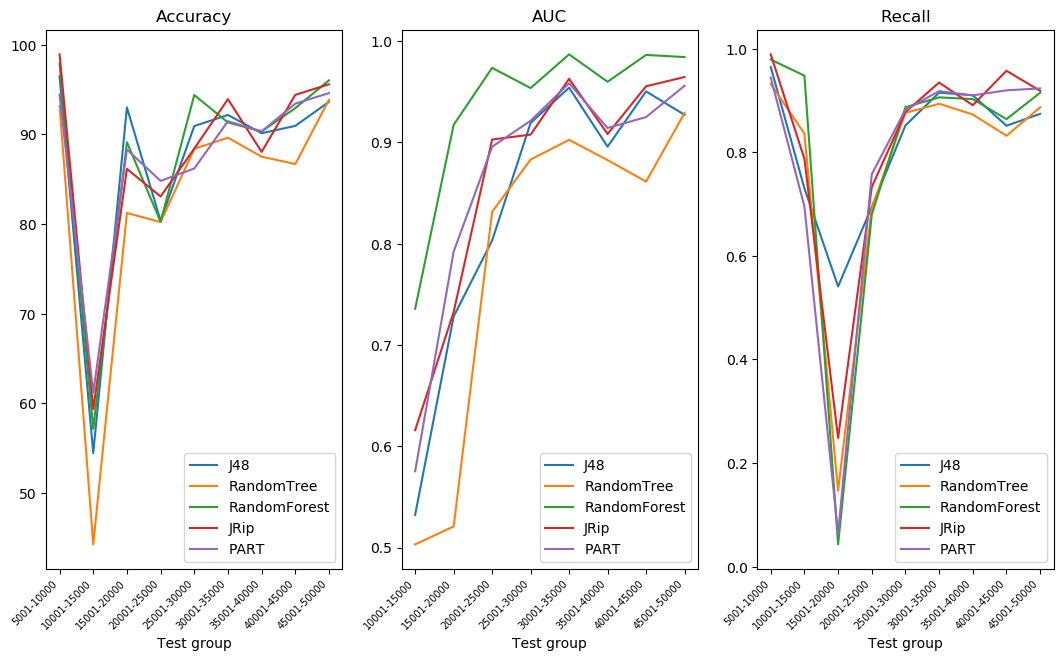 Accuracy
100
90
80
70
60
50
J48
RandomTree
RandomForest
JRip
PART
5001-10000
10001-15000
15001-20000
20001-25000
25001-30000
30001-35000
35001-40000
40001-45000
45001-50000
Test group
AUC
1.0
0.9
0.8
0.7
0.6
0.5
J48
RandomTree
RandomForest
JRip
PART
10001-15000
15001-20000
20001-25000
25001-30000
30001-35000
35001-40000
40001-45000
45001-50000
Test group
Recall
1.0
0.8
0.6
0.4
0.2
0.0
J48
RandomTree
RandomForest
JRip
PART
5001-10000
10001-15000
15001-20000
20001-25000
25001-30000
30001-35000
35001-40000
40001-45000
45001-50000
Test group